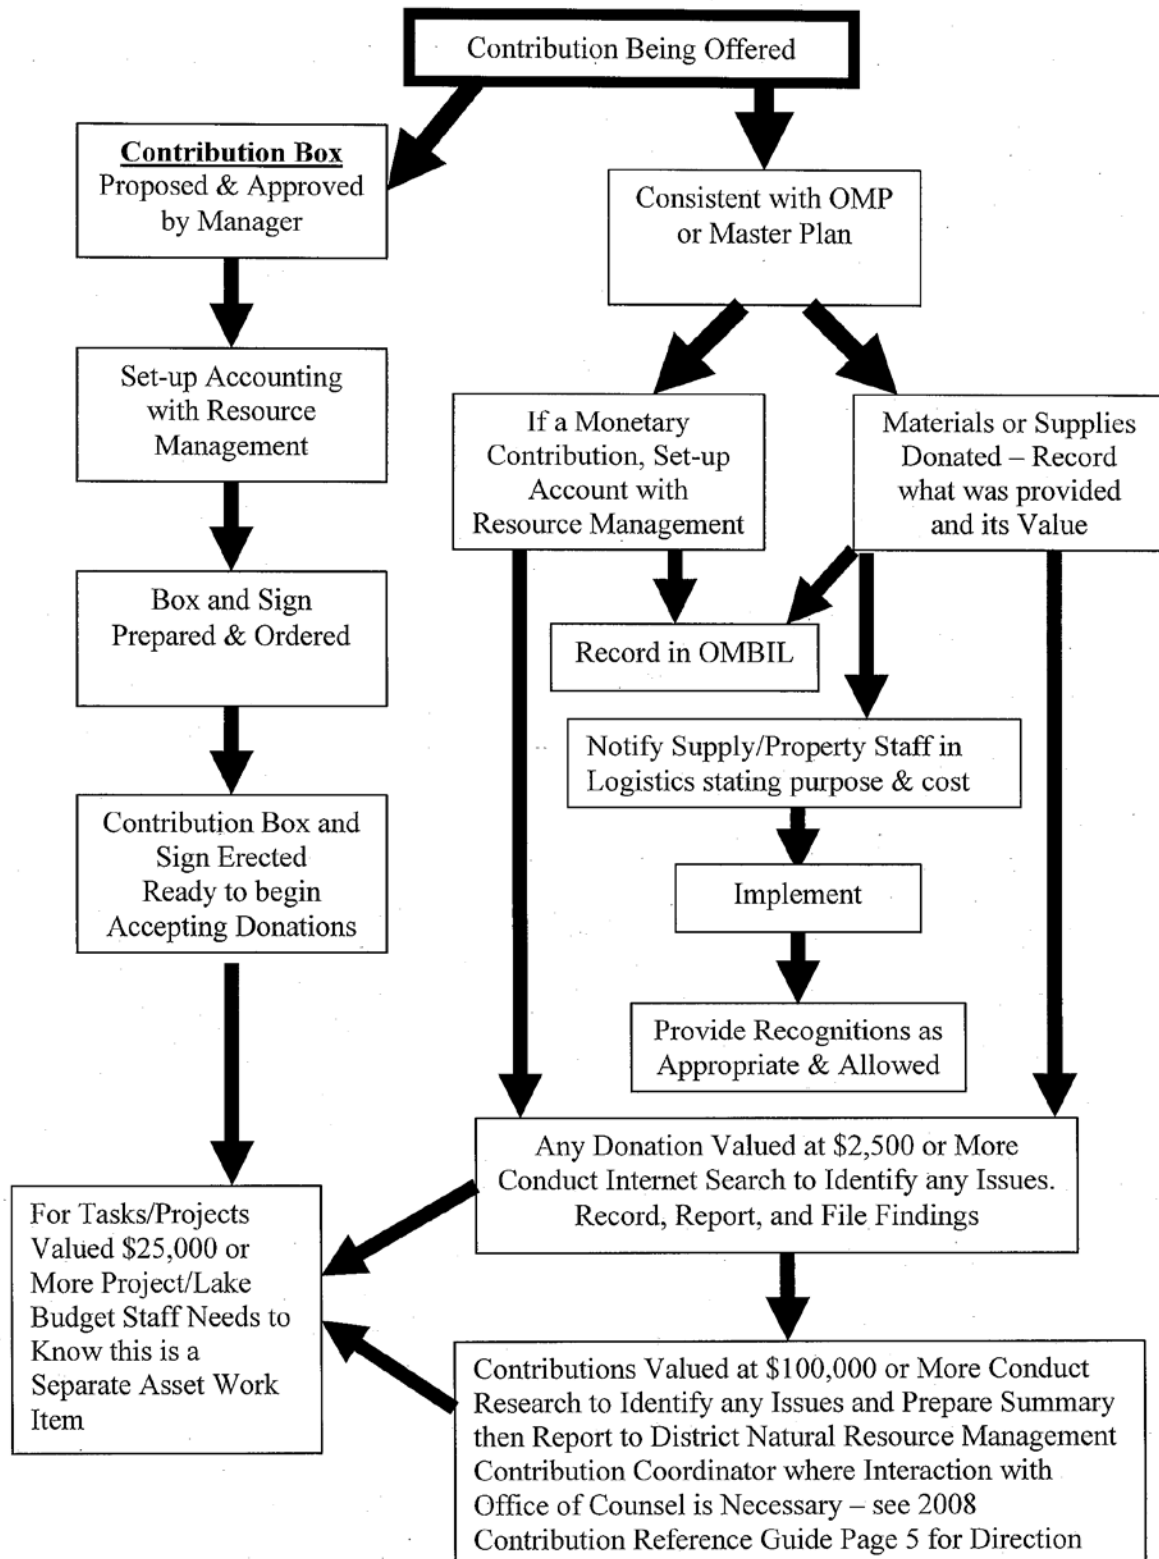 Contribution Being Offered
Contribution Box
Proposed & Approved
by Manager
Consistent with OMP
or Master Plan
Set-up Accounting
with Resource
Management
If a Monetary
Contribution, Set-up
Account with
Resource Management
Materials or Supplies
Donated – Record
what was provided
and its Value
Box and Sign
Prepared & Ordered
Record in OMBIL
Notify Supply/Property Staff in
Logistics stating purpose & cost
Contribution Box and
Sign Erected
Ready to begin
Accepting Donations
Implement
Provide Recognitions as
Appropriate & Allowed
Any Donation Valued at $2,500 or More
Conduct Internet Search to Identify any Issues.
Record, Report, and File Findings
For Tasks/Projects
Valued $25,000 or
More Project/Lake
Budget Staff Needs to
Know this is a
Separate Asset Work
Item
Contributions Valued at $100,000 or More Conduct
Research to Identify any Issues and Prepare Summary
then Report to District Natural Resource Management
Contribution Coordinator where Interaction with
Office of Counsel is Necessary – see 2008
Contribution Reference Guide Page 5 for Direction